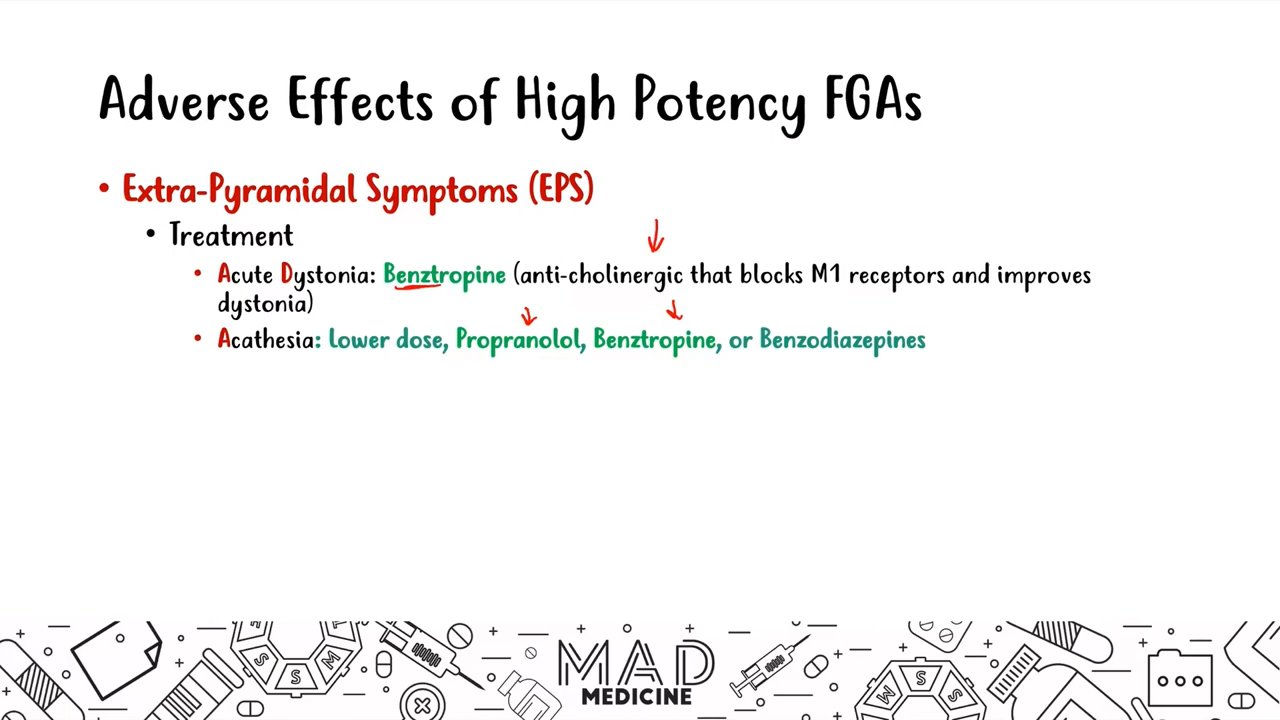 Adverse Effects of High Potency FGAs
• Extra-Pyramidal Symptoms (EPS)
• Treatment
• Acute Dystonia: Benztropine (anti-cholinergic that blocks M1 receptors and improves
dystonia)
• Acathesia: Lower dose, Propranolol, Benztropine, or Benzodiazepines
MAD
MEDICINE